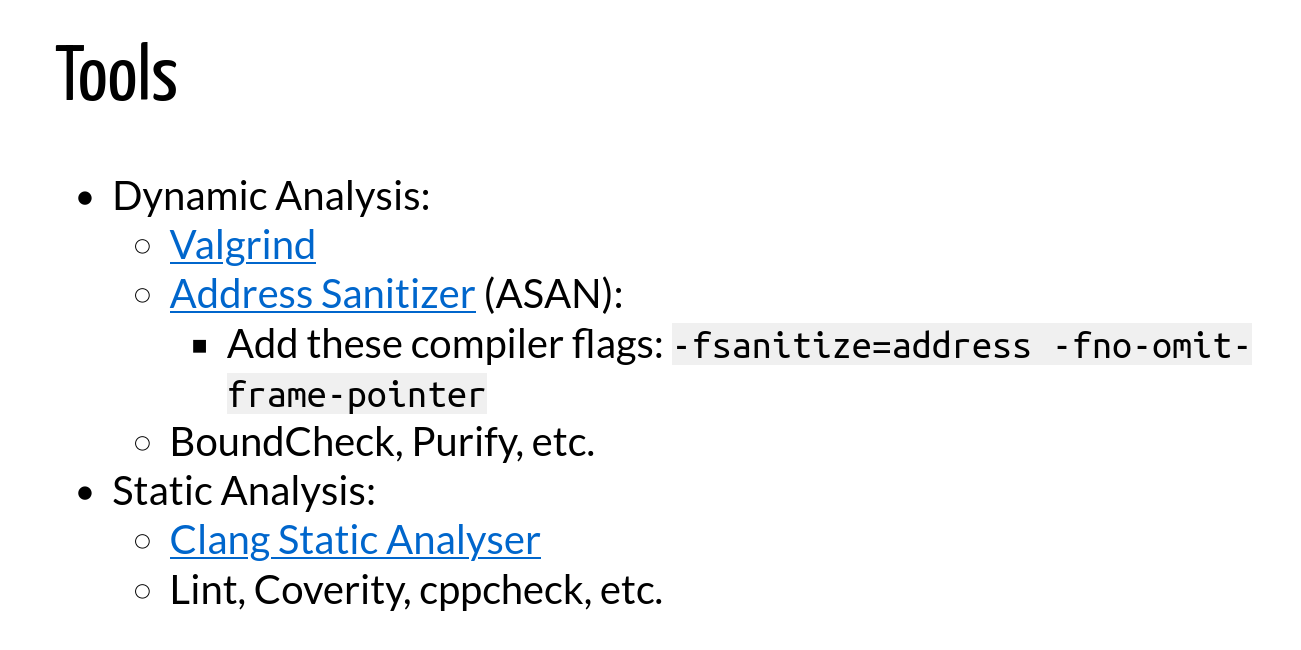 Tools
Dynamic Analysis:
Valgrind
Address Sanitizer (ASAN):
Add these compiler flags: -fsanitize=address -fno-omit-
frame-pointer
BoundCheck, Purify, etc.
Static Analysis:
Clang Static Analyser
Lint, Coverity, cppcheck, etc.